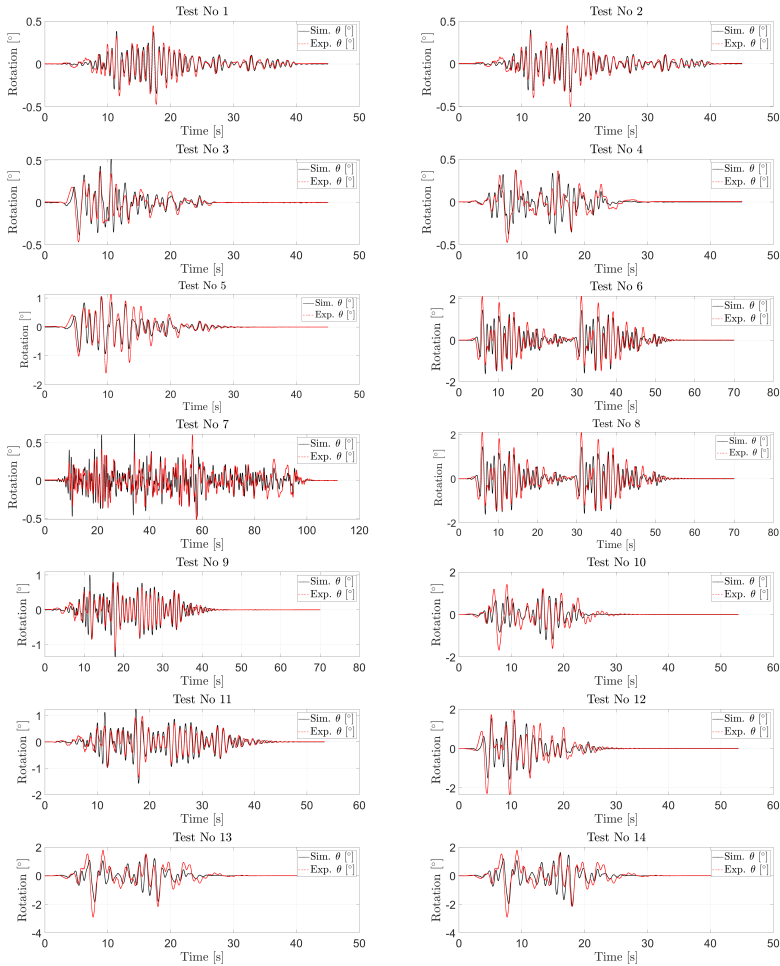 Test No 1
Rotation [°]
0.5
0
-0.5
Sim. θ [°]
Exp. θ [°]
0 10 20 30 40 50
Time [s]
Test No 2
Rotation [°]
0.5
0
-0.5
Sim. θ [°]
Exp. θ [°]
0 10 20 30 40 50
Time [s]
Test No 3
Rotation [°]
0.5
0
-0.5
Sim. θ [°]
Exp. θ [°]
0 10 20 30 40 50
Time [s]
Test No 4
Rotation [°]
0.5
0
-0.5
Sim. θ [°]
Exp. θ [°]
0 10 20 30 40 50
Time [s]
Test No 5
Rotation [°]
1
0
-1
-2
Sim. θ [°]
Exp. θ [°]
0 10 20 30 40 50
Time [s]
Test No 6
Rotation [°]
2
0
-2
Sim. θ [°]
Exp. θ [°]
0 10 20 30 40 50 60 70 80
Time [s]
Test No 7
Rotation [°]
0.5
0
-0.5
Sim. θ [°]
Exp. θ [°]
0 20 40 60 80 100 120
Time [s]
Test No 8
Rotation [°]
2
0
-2
Sim. θ [°]
Exp. θ [°]
0 10 20 30 40 50 60 70 80
Time [s]
Test No 9
Rotation [°]
1
0
-1
Sim. θ [°]
Exp. θ [°]
0 10 20 30 40 50 60 70 80
Time [s]
Test No 10
Rotation [°]
2
0
-2
Sim. θ [°]
Exp. θ [°]
0 10 20 30 40 50 60
Time [s]
Test No 11
Rotation [°]
1
0
-1
-2
Sim. θ [°]
Exp. θ [°]
0 10 20 30 40 50 60
Time [s]
Test No 12
Rotation [°]
2
0
-2
Sim. θ [°]
Exp. θ [°]
0 10 20 30 40 50 60
Time [s]
Test No 13
Rotation [°]
2
0
-2
-4
Sim. θ [°]
Exp. θ [°]
0 10 20 30 40 50
Time [s]
Test No 14
Rotation [°]
2
0
-2
-4
Sim. θ [°]
Exp. θ [°]
0 10 20 30 40 50
Time [s]